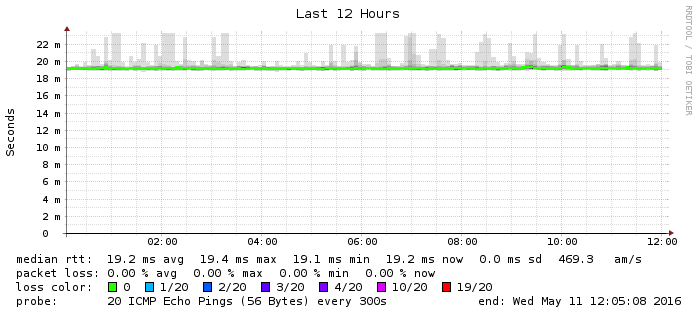 Last 12 Hours
RRDTOOL / TOBI OETIKER
Seconds
22 m
20 m
18 m
16 m
14 m
12 m
10 m
8 m
6 m
4 m
2 m
0
02:00 04:00 06:00 08:00 10:00 12:00
median rtt: 19.2 ms avg 19.4 ms max 19.1 ms min 19.2 ms now 0.0 ms sd 469.3 am/s
packet loss: 0.00 % avg 0.00 % max 0.00 % min 0.00 % now
loss color: 0 1/20 2/20 3/20 4/20 10/20 19/20
probe: 20 ICMP Echo Pings (56 Bytes) every 300s end: Wed May 11 12:05:08 2016